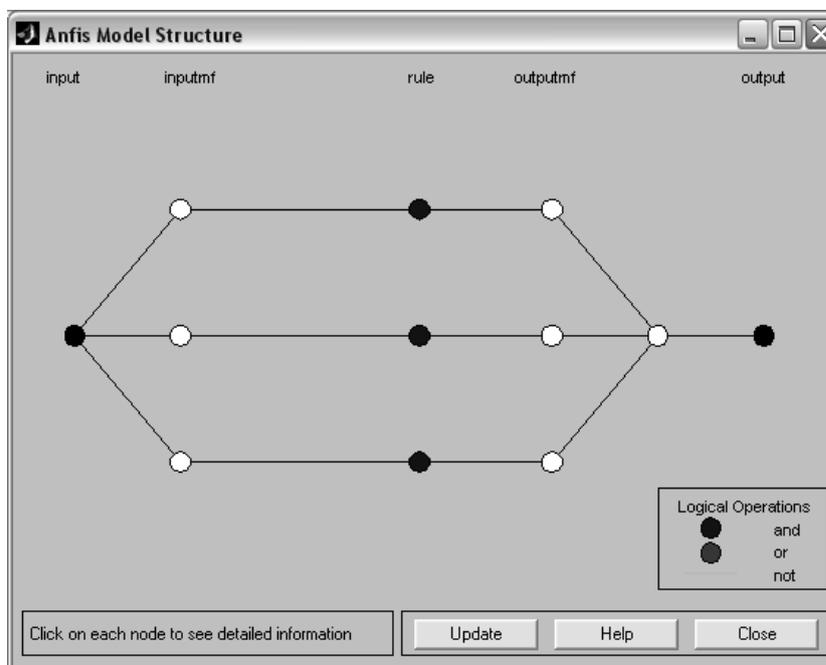 Anfis Model Structure
input inputmf rule outputmf output
Logical Operations
and
or
not
Click on each node to see detailed information
Update Help Close